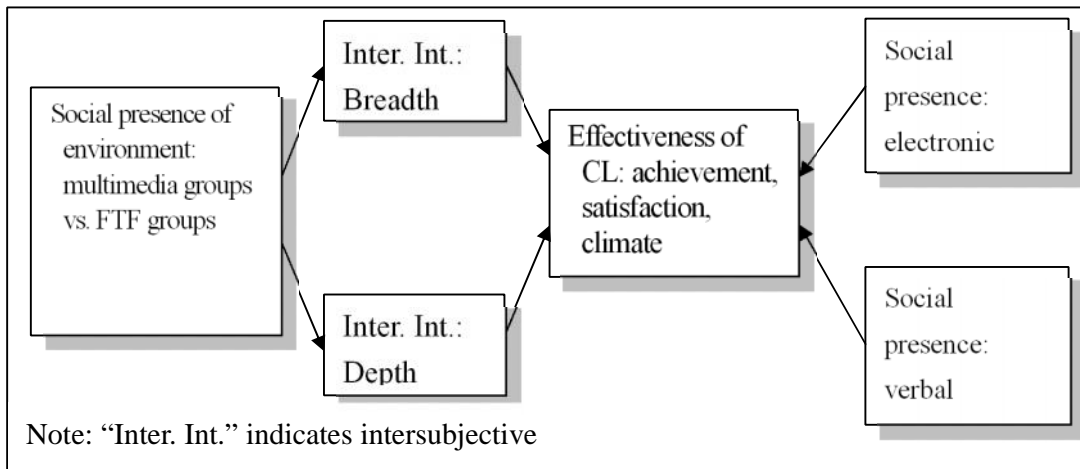 Social presence of
environment:
multimedia groups
vs. FTF groups
Inter. Int.:
Breadth
Inter. Int.:
Depth
Effectiveness of
CL: achievement,
satisfaction,
climate
Social
presence:
electronic
Social
presence:
verbal
Note: “Inter. Int.” indicates intersubjective